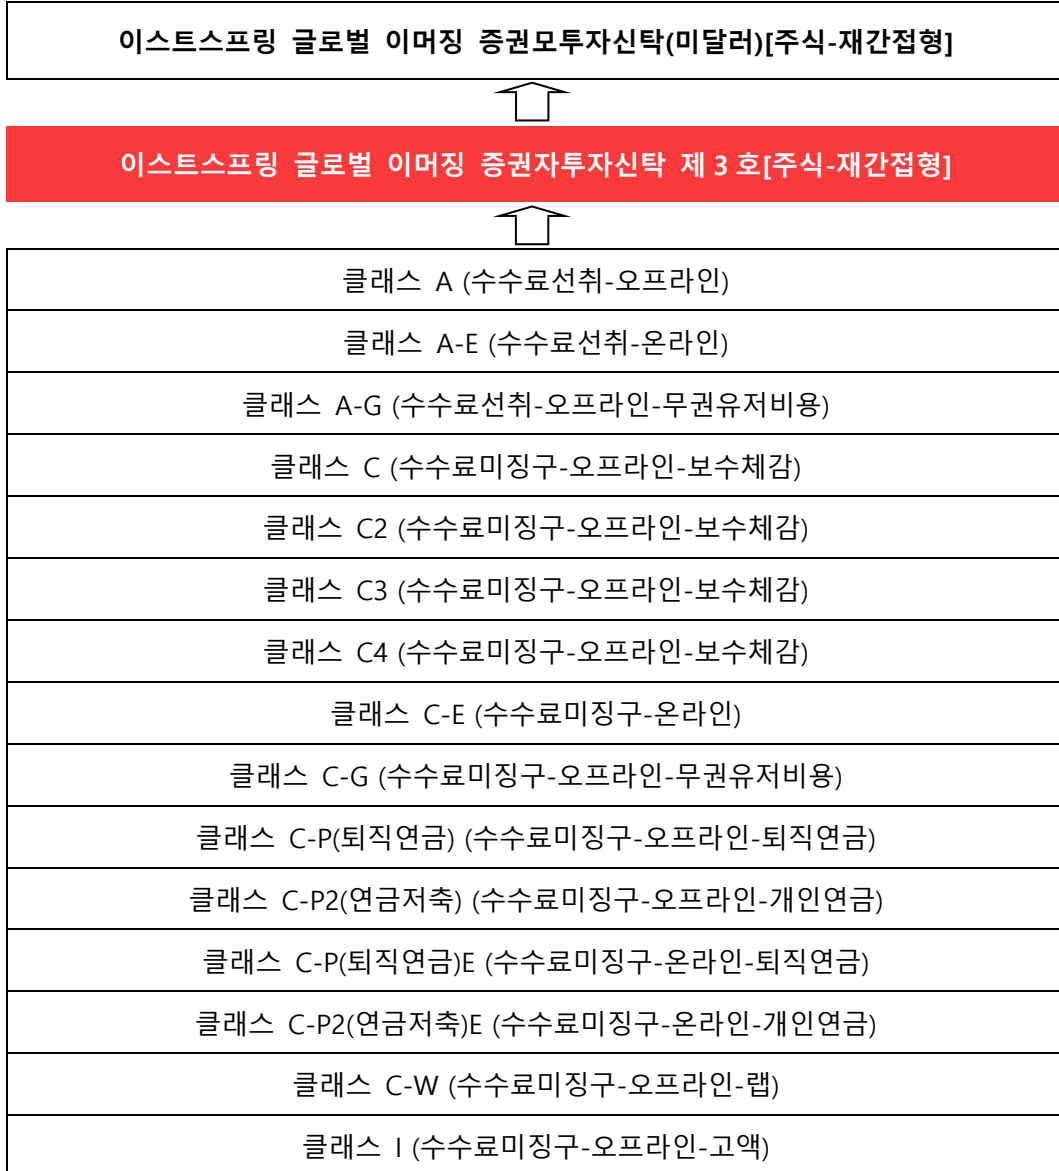 이스트스프링 글로벌 이머징 증권모투자신탁(미달러)[주식-재간접형]
이스트스프링 글로벌 이머징 증권자투자신탁 제 3 호[주식-재간접형]
클래스 A (수수료선취-오프라인)
클래스 A-E (수수료선취-온라인)
클래스 A-G (수수료선취-오프라인-무권유저비용)
클래스 C (수수료미징구-오프라인-보수체감)
클래스 C2 (수수료미징구-오프라인-보수체감)
클래스 C3 (수수료미징구-오프라인-보수체감)
클래스 C4 (수수료미징구-오프라인-보수체감)
클래스 C-E (수수료미징구-온라인)
클래스 C-G (수수료미징구-오프라인-무권유저비용)
클래스 C-P(퇴직연금) (수수료미징구-오프라인-퇴직연금)
클래스 C-P2(연금저축) (수수료미징구-오프라인-개인연금)
클래스 C-P(퇴직연금)E (수수료미징구-온라인-퇴직연금)
클래스 C-P2(연금저축)E (수수료미징구-온라인-개인연금)
클래스 C-W (수수료미징구-오프라인-랩)
클래스 I (수수료미징구-오프라인-고액)